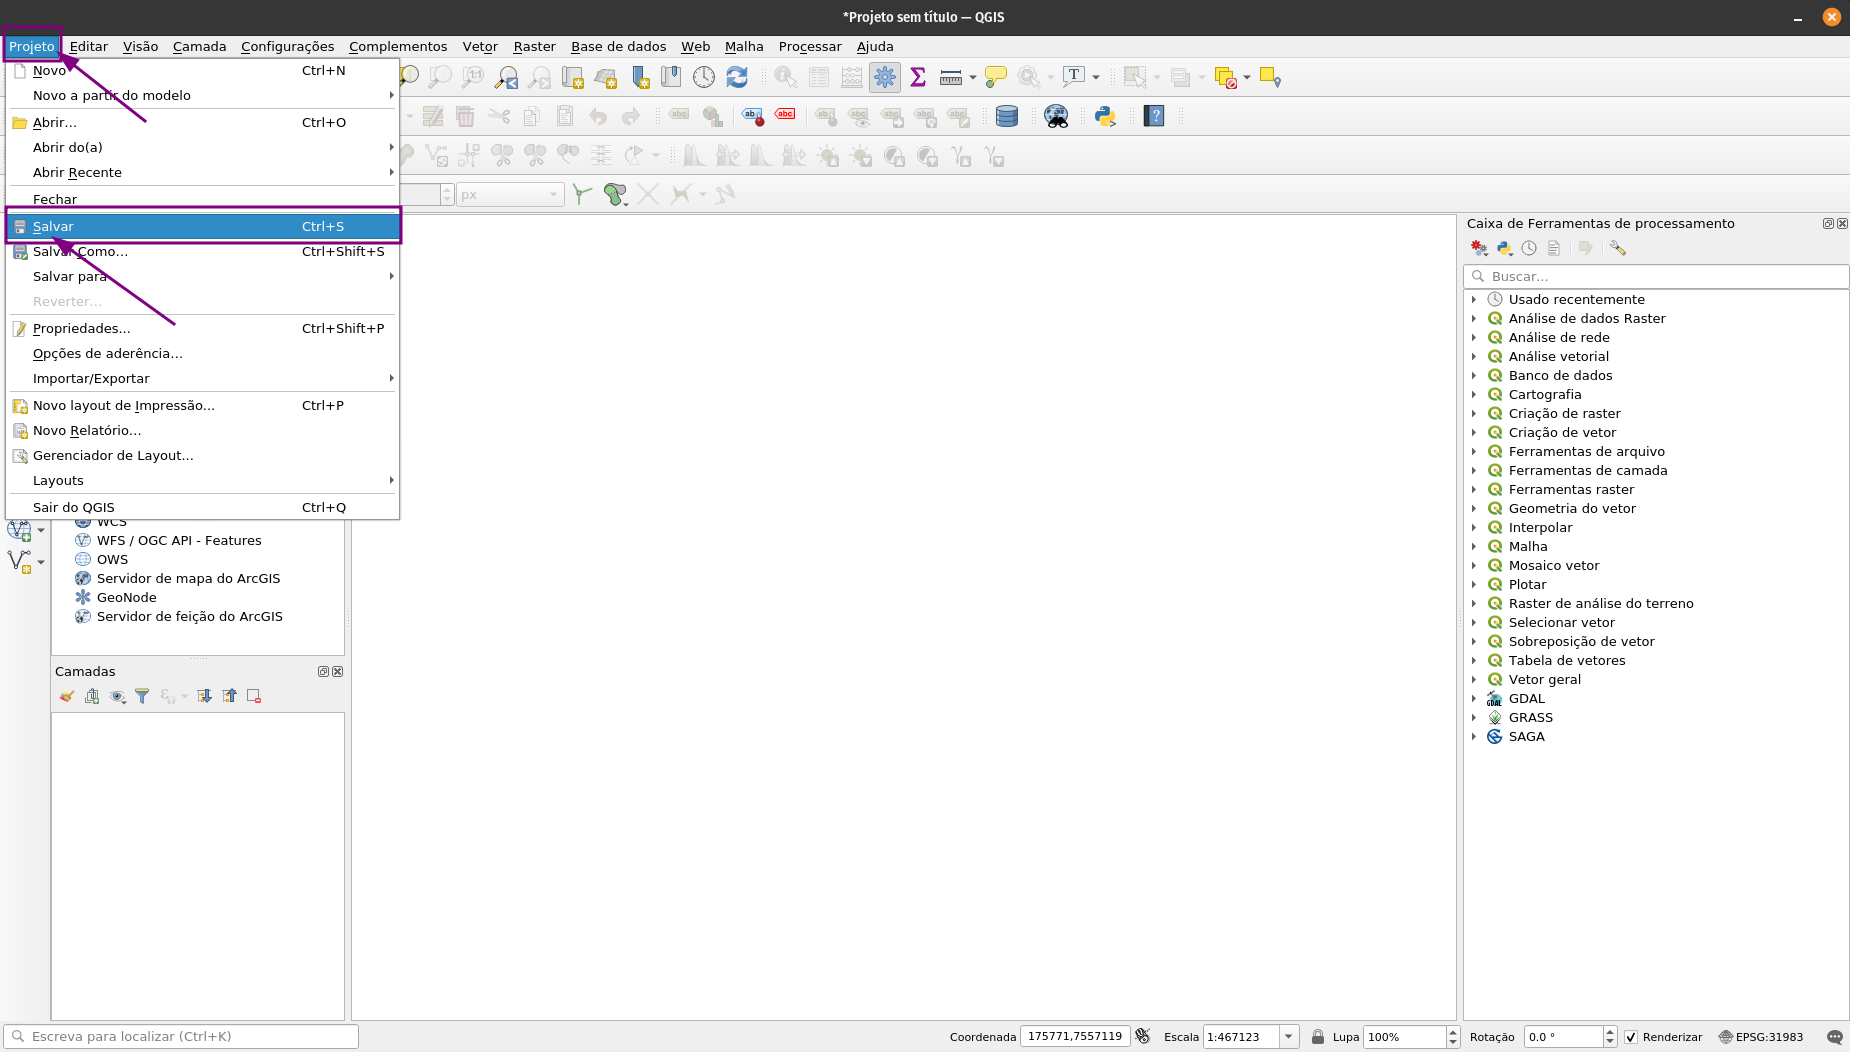 *Projeto sem título — QGIS
Projeto Editar Visão Camada Configurações Complementos Vetor Raster Base de dados Web Malha Processar Ajuda
Novo Ctrl+N
Novo a partir do modelo
Abrir... Ctrl+O
Abrir do(a)
Abrir Recente
Fechar
Salvar Ctrl+S
Salvar Como... Ctrl+Shift+S
Salvar para
Reverter...
Propriedades... Ctrl+Shift+P
Opções de aderência...
Importar/Exportar
Novo layout de Impressão... Ctrl+P
Novo Relatório...
Gerenciador de Layout...
Layouts
Sair do QGIS Ctrl+Q
px
WCS
WFS / OGC API - Features
OWS
Servidor de mapa do ArcGIS
GeoNode
Servidor de feição do ArcGIS
Camadas
Caixa de Ferramentas de processamento
Buscar...
Usado recentemente
Análise de dados Raster
Análise de rede
Análise vetorial
Banco de dados
Cartografia
Criação de raster
Criação de vetor
Ferramentas de arquivo
Ferramentas de camada
Ferramentas raster
Geometria do vetor
Interpolar
Malha
Mosaico vetor
Plotar
Raster de análise do terreno
Selecionar vetor
Sobreposição de vetor
Tabela de vetores
Vetor geral
GDAL
GRASS
SAGA
Escreva para localizar (Ctrl+K)
Coordenada 175771,7557119 Escala 1:467123 Lupa 100% Rotação 0.0 ° Renderizar EPSG:31983